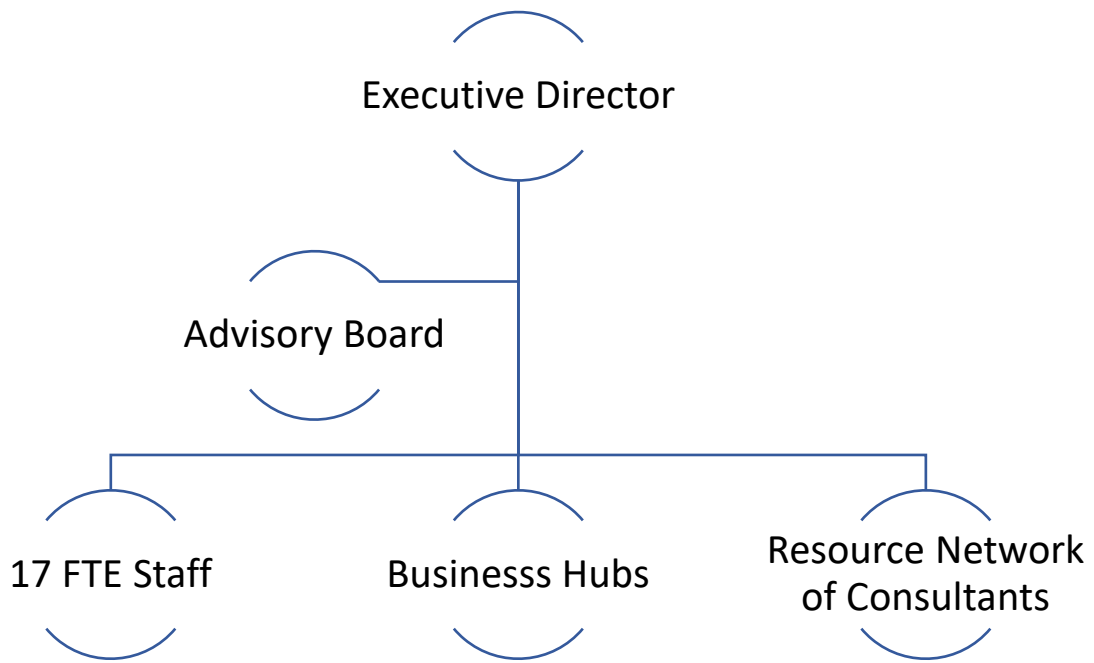 Executive Director
Advisory Board
17 FTE Staff
Businesss Hubs
Resource Network
of Consultants